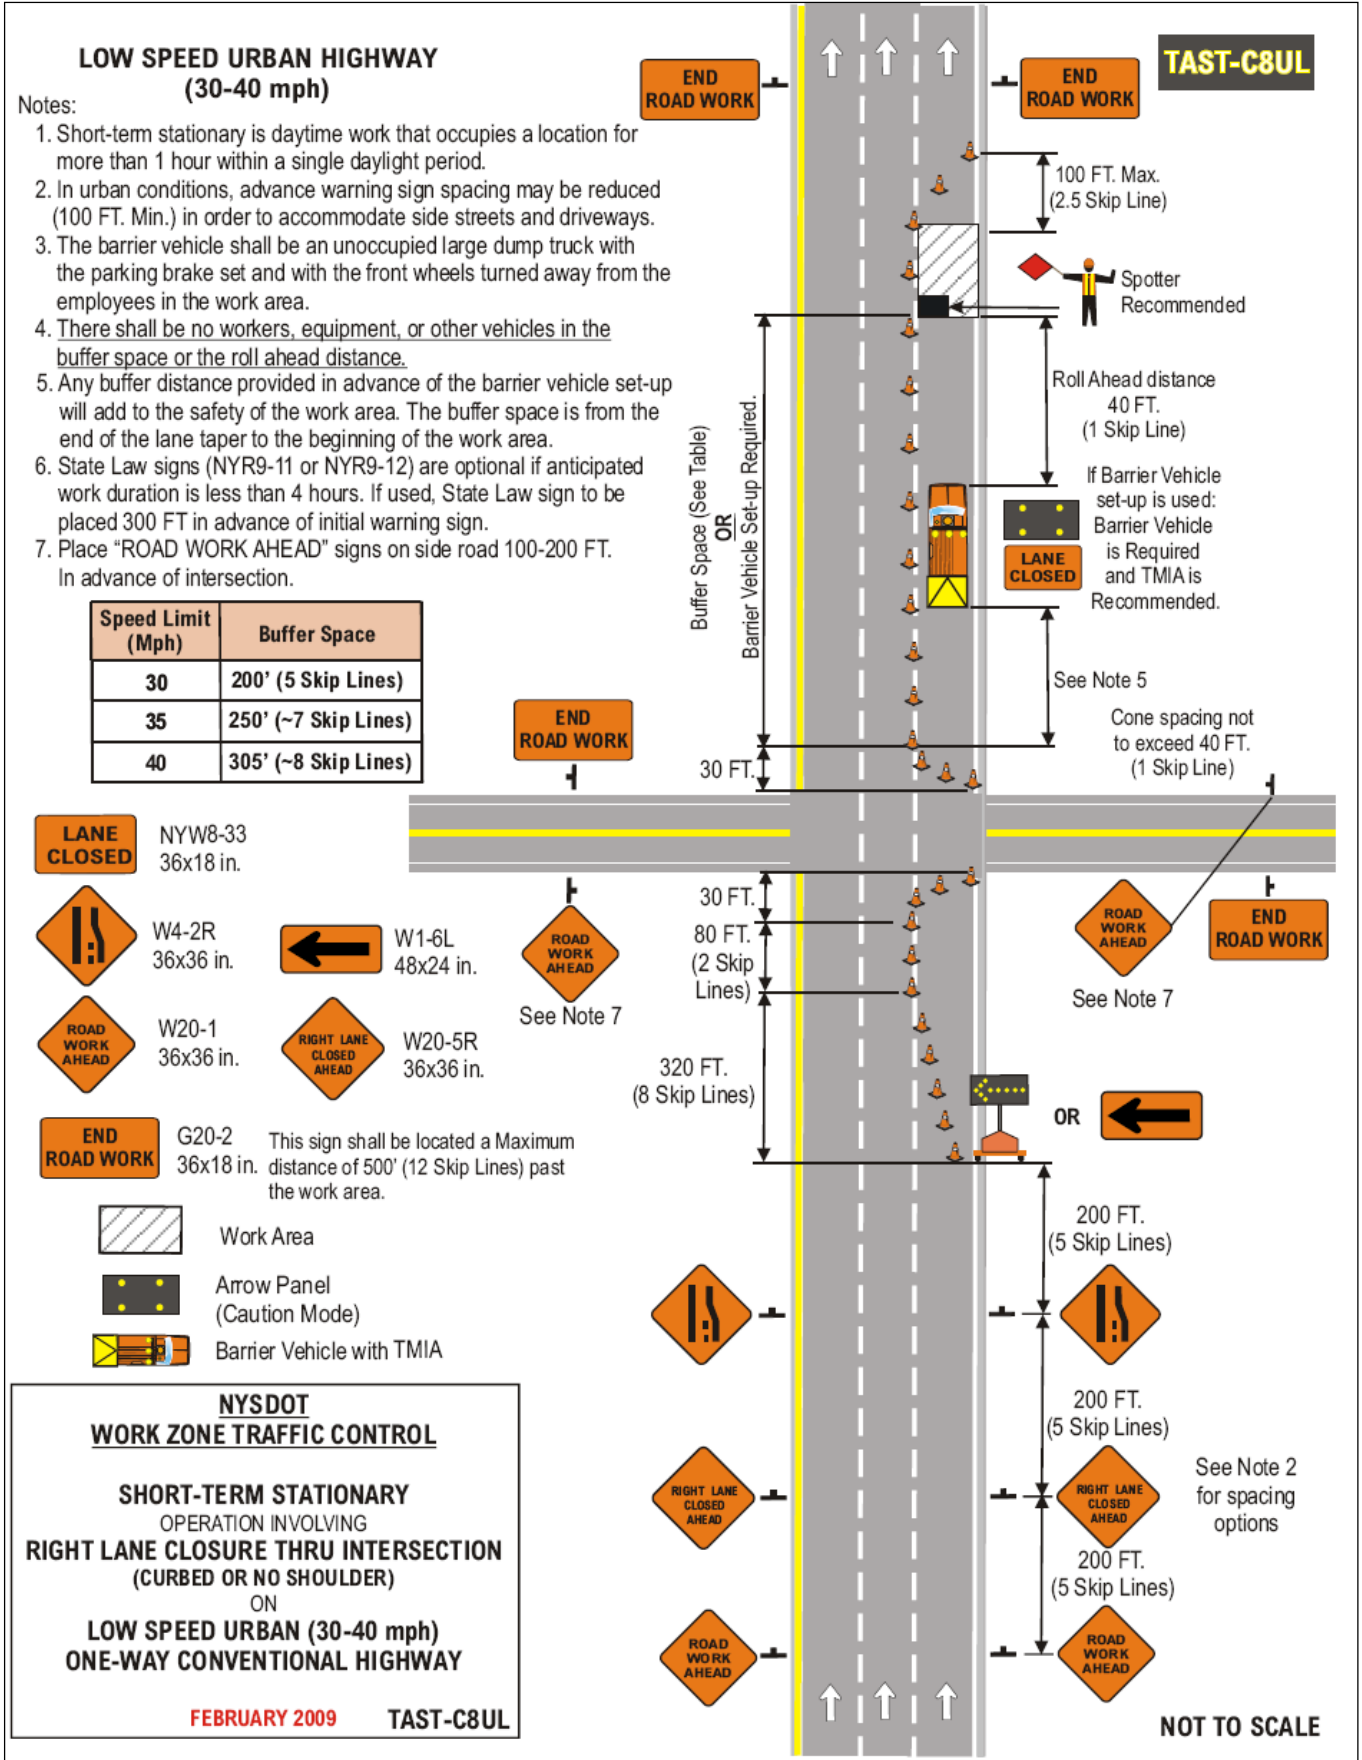 LOW SPEED URBAN HIGHWAY
(30-40 mph)
Notes:
1. Short-term stationary is daytime work that occupies a location for
more than 1 hour within a single daylight period.
2. In urban conditions, advance warning sign spacing may be reduced
(100 FT. Min.) in order to accommodate side streets and driveways.
3. The barrier vehicle shall be an unoccupied large dump truck with
the parking brake set and with the front wheels turned away from the
employees in the work area.
4. There shall be no workers, equipment, or other vehicles in the
buffer space or the roll ahead distance.
5. Any buffer distance provided in advance of the barrier vehicle set-up
will add to the safety of the work area. The buffer space is from the
end of the lane taper to the beginning of the work area.
6. State Law signs (NYR9-11 or NYR9-12) are optional if anticipated
work duration is less than 4 hours. If used, State Law sign to be
placed 300 FT in advance of initial warning sign.
7. Place “ROAD WORK AHEAD” signs on side road 100-200 FT.
In advance of intersection.
Speed Limit
(Mph)
Buffer Space
30
200’ (5 Skip Lines)
35
250’ (~7 Skip Lines)
40
305’ (~8 Skip Lines)
LANE
CLOSED
NYW8-33
36x18 in.
W4-2R
36x36 in.
W1-6L
48x24 in.
ROAD
WORK
AHEAD
W20-1
36x36 in.
RIGHT LANE
CLOSED
AHEAD
W20-5R
36x36 in.
END
ROAD WORK
G20-2
36x18 in.
This sign shall be located a Maximum
distance of 500’ (12 Skip Lines) past
the work area.
Work Area
Arrow Panel
(Caution Mode)
Barrier Vehicle with TMIA
NYSDOT
WORK ZONE TRAFFIC CONTROL
SHORT-TERM STATIONARY
OPERATION INVOLVING
RIGHT LANE CLOSURE THRU INTERSECTION
(CURBED OR NO SHOULDER)
ON
LOW SPEED URBAN (30-40 mph)
ONE-WAY CONVENTIONAL HIGHWAY
FEBRUARY 2009
TAST-C8UL
END
ROAD WORK
END
ROAD WORK
TAST-C8UL
100 FT. Max.
(2.5 Skip Line)
Spotter
Recommended
Roll Ahead distance
40 FT.
(1 Skip Line)
Buffer Space (See Table)
OR
Barrier Vehicle Set-up Required.
If Barrier Vehicle
set-up is used:
Barrier Vehicle
is Required
and TMIA is
Recommended.
LANE
CLOSED
See Note 5
Cone spacing not
to exceed 40 FT.
(1 Skip Line)
END
ROAD WORK
30 FT.
30 FT.
80 FT.
(2 Skip
Lines)
ROAD
WORK
AHEAD
See Note 7
ROAD
WORK
AHEAD
See Note 7
END
ROAD WORK
320 FT.
(8 Skip Lines)
OR
200 FT.
(5 Skip Lines)
200 FT.
(5 Skip Lines)
RIGHT LANE
CLOSED
AHEAD
RIGHT LANE
CLOSED
AHEAD
See Note 2
for spacing
options
200 FT.
(5 Skip Lines)
ROAD
WORK
AHEAD
ROAD
WORK
AHEAD
NOT TO SCALE